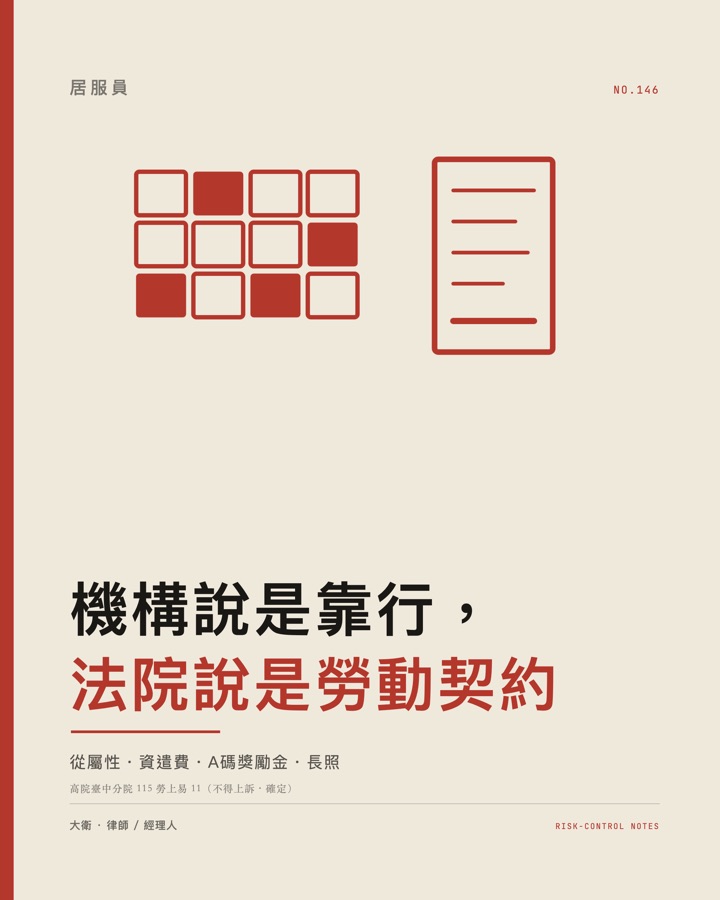 居服員
NO.146
機構說是靠行，
法院說是勞動契約
從屬性·資遣費·A碼獎勵金·長照
高院臺中分院 115 勞上易 11（不得上訴·確定）
大衛 · 律師 / 經理人
RISK-CONTROL NOTES